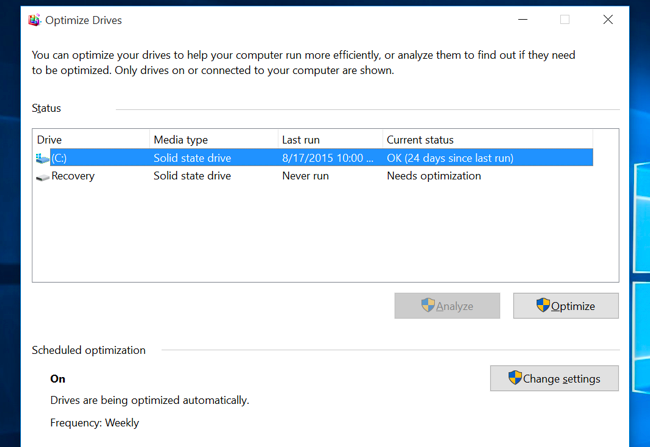 Optimize Drives
You can optimize your drives to help your computer run more efficiently, or analyze them to find out if they need
to be optimized. Only drives on or connected to your computer are shown.
Status
Drive Media type Last run Current status
(C:) Solid state drive 8/17/2015 10:00 ... OK (24 days since last run)
Recovery Solid state drive Never run Needs optimization
Analyze Optimize
Scheduled optimization
On
Change settings
Drives are being optimized automatically.
Frequency: Weekly